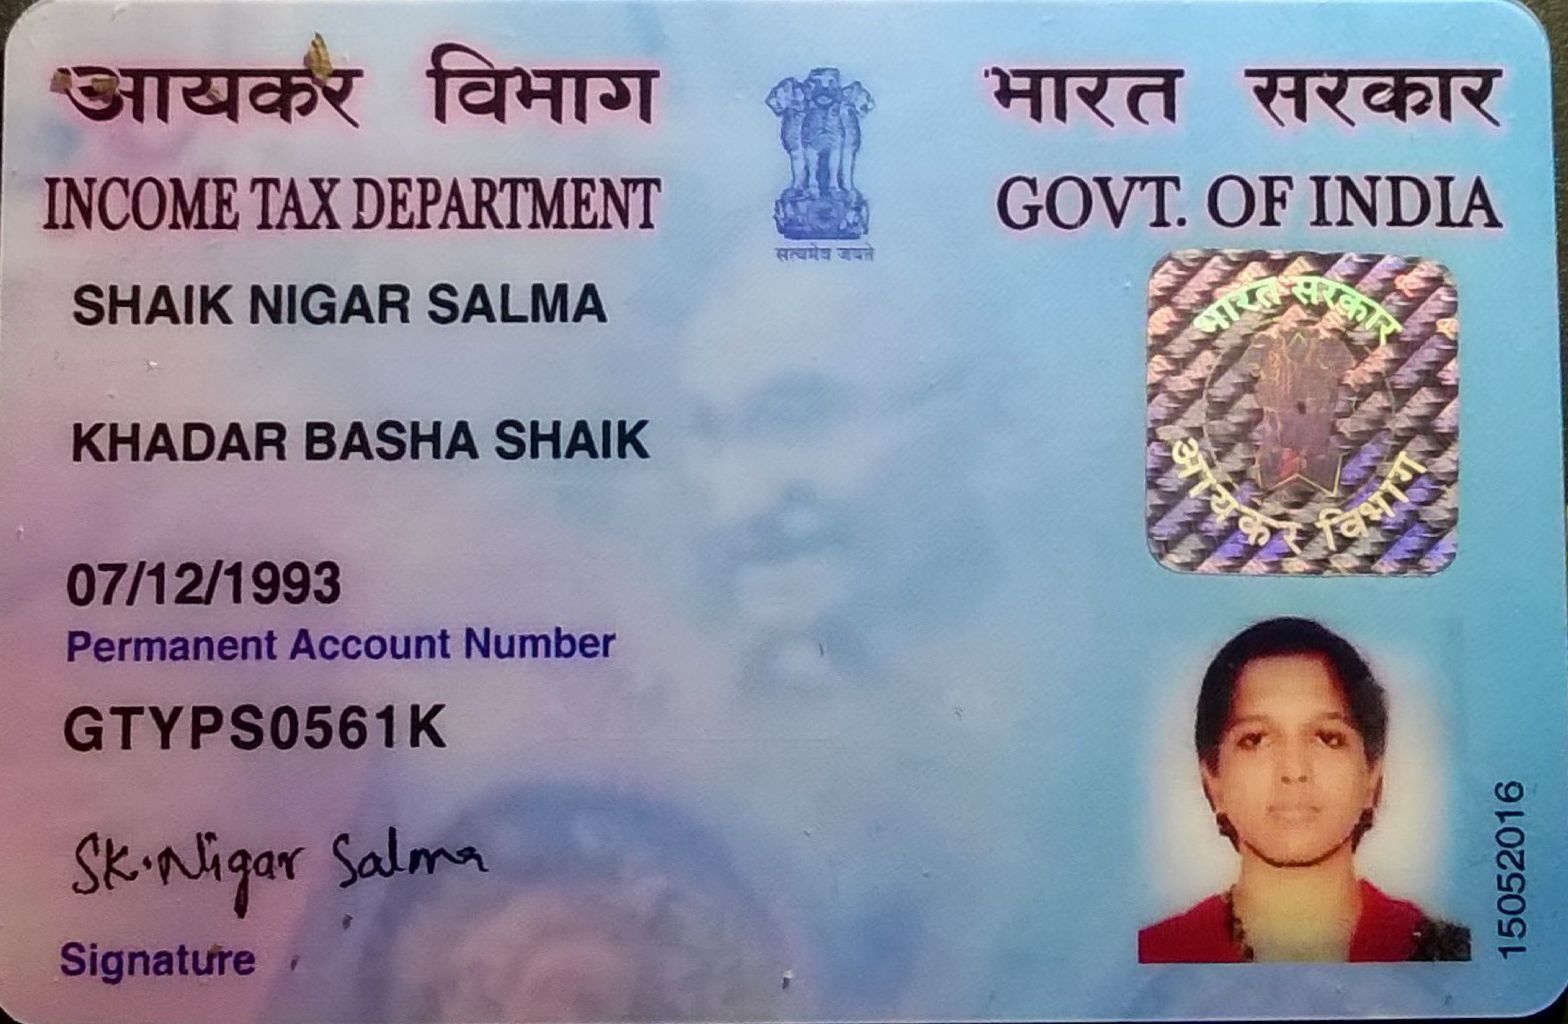 आयकर विभाग
भारत सरकार
INCOME TAX DEPARTMENT
GOVT. OF INDIA
सत्यमेव जयते
SHAIK NIGAR SALMA
भारत सरकार
आयकर विभाग
KHADAR BASHA SHAIK
07/12/1993
Permanent Account Number
GTYPS0561K
SK. Nigar Salma
Signature
15052016